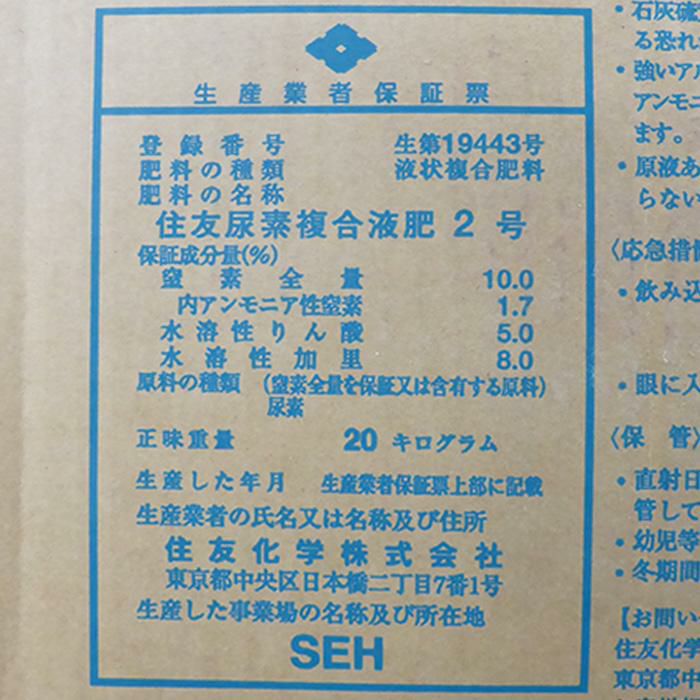 生産業者保証票
登録番号 生第19443号
肥料の種類 液状複合肥料
肥料の名称
住友尿素複合液肥 2 号
保証成分量(%)
窒素全量 10.0
内アンモニア性窒素 1.7
水溶性りん酸 5.0
水溶性加里 8.0
原料の種類 (窒素全量を保証又は含有する原料)
尿素
正味重量 20 キログラム
生産した年月 生産業者保証票上部に記載
生産業者の氏名又は名称及び住所
住友化学株式会社
東京都中央区日本橋二丁目7番1号
生産した事業場の名称及び所在地
SEH
・石灰硫
る恐れ
・強いアル
アンモニ
ます。
・原液あ
らない
〈応急措
・飲み込
・眼に入
〈保 管〉
・直射日
管して
・幼児等
・冬期間
【お問い
住友化学
東京都中